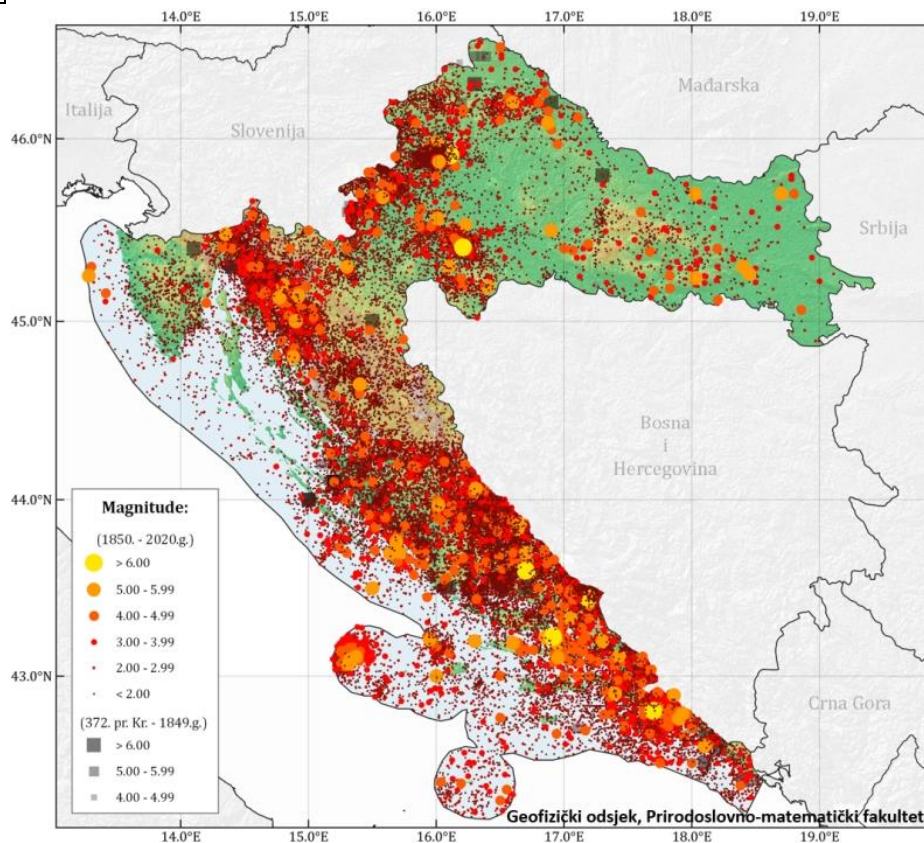 14.0°E 15.0°E 16.0°E 17.0°E 18.0°E 19.0°E
Mađarska
Italija
Slovenija
46.0°N
Srbija
45.0°N
Bosna
i
Hercegovina
44.0°N
Magnitude:
(1850. - 2020.g.)
> 6.00
5.00 - 5.99
4.00 - 4.99
3.00 - 3.99
2.00 - 2.99
< 2.00
(372. pr. Kr. - 1849.g.)
> 6.00
5.00 - 5.99
4.00 - 4.99
43.0°N
Crna Gora
Geofizički odsjek, Prirodoslovno-matematički fakultet
14.0°E 15.0°E 16.0°E 17.0°E 18.0°E 19.0°E